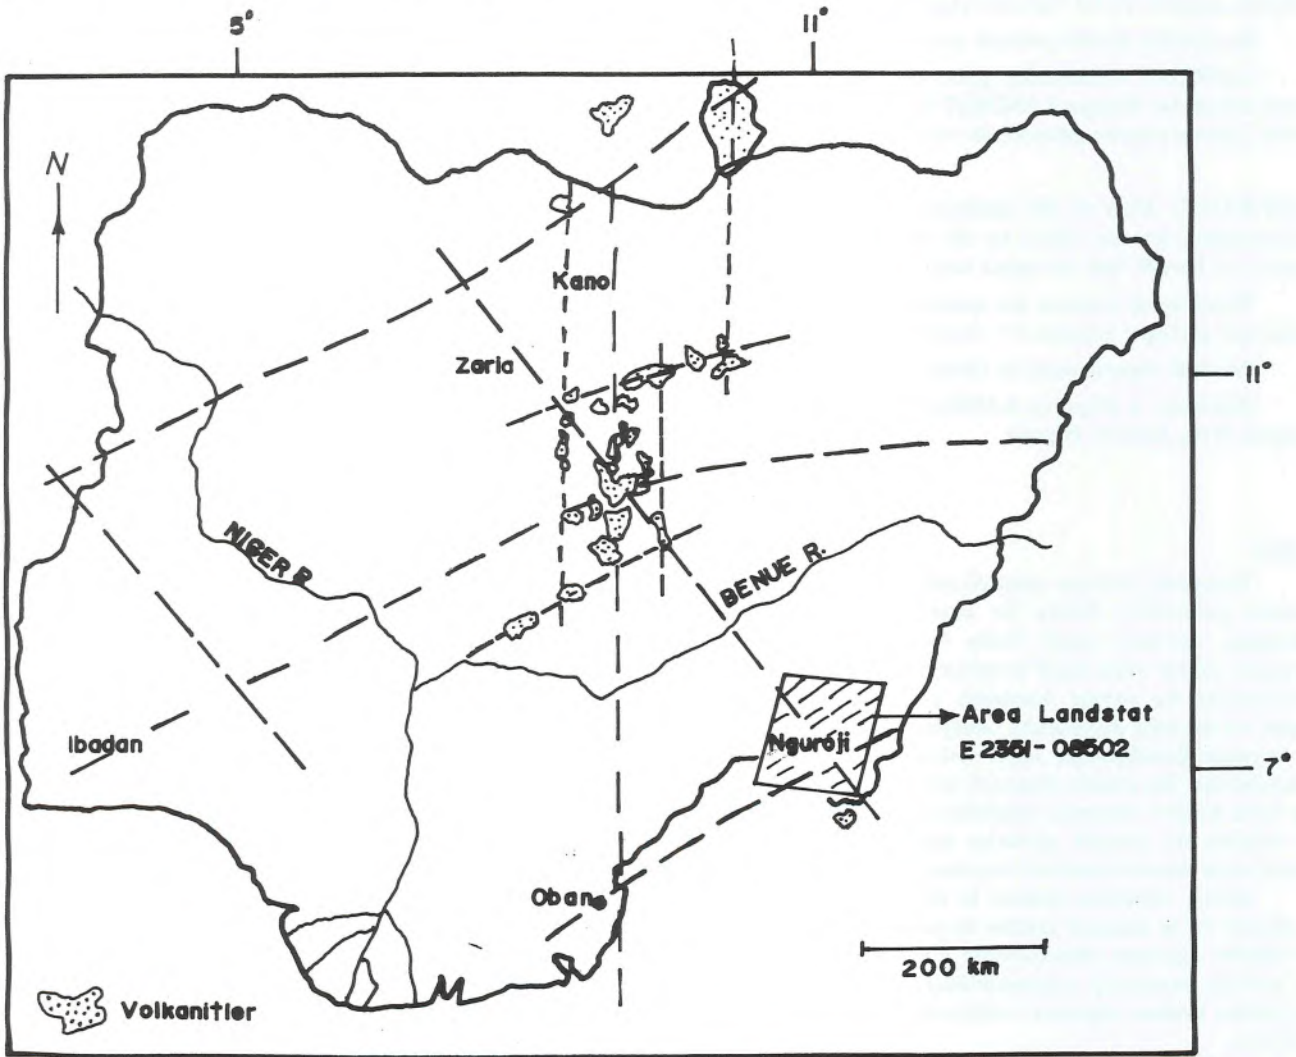 5°
11°
N
Kano
Zaria
11°
NIGER R
BENUE R.
Area Landstat
E 2351-08502
Nguroji
7°
Ibadan
Oban
200 km
Volkanitler